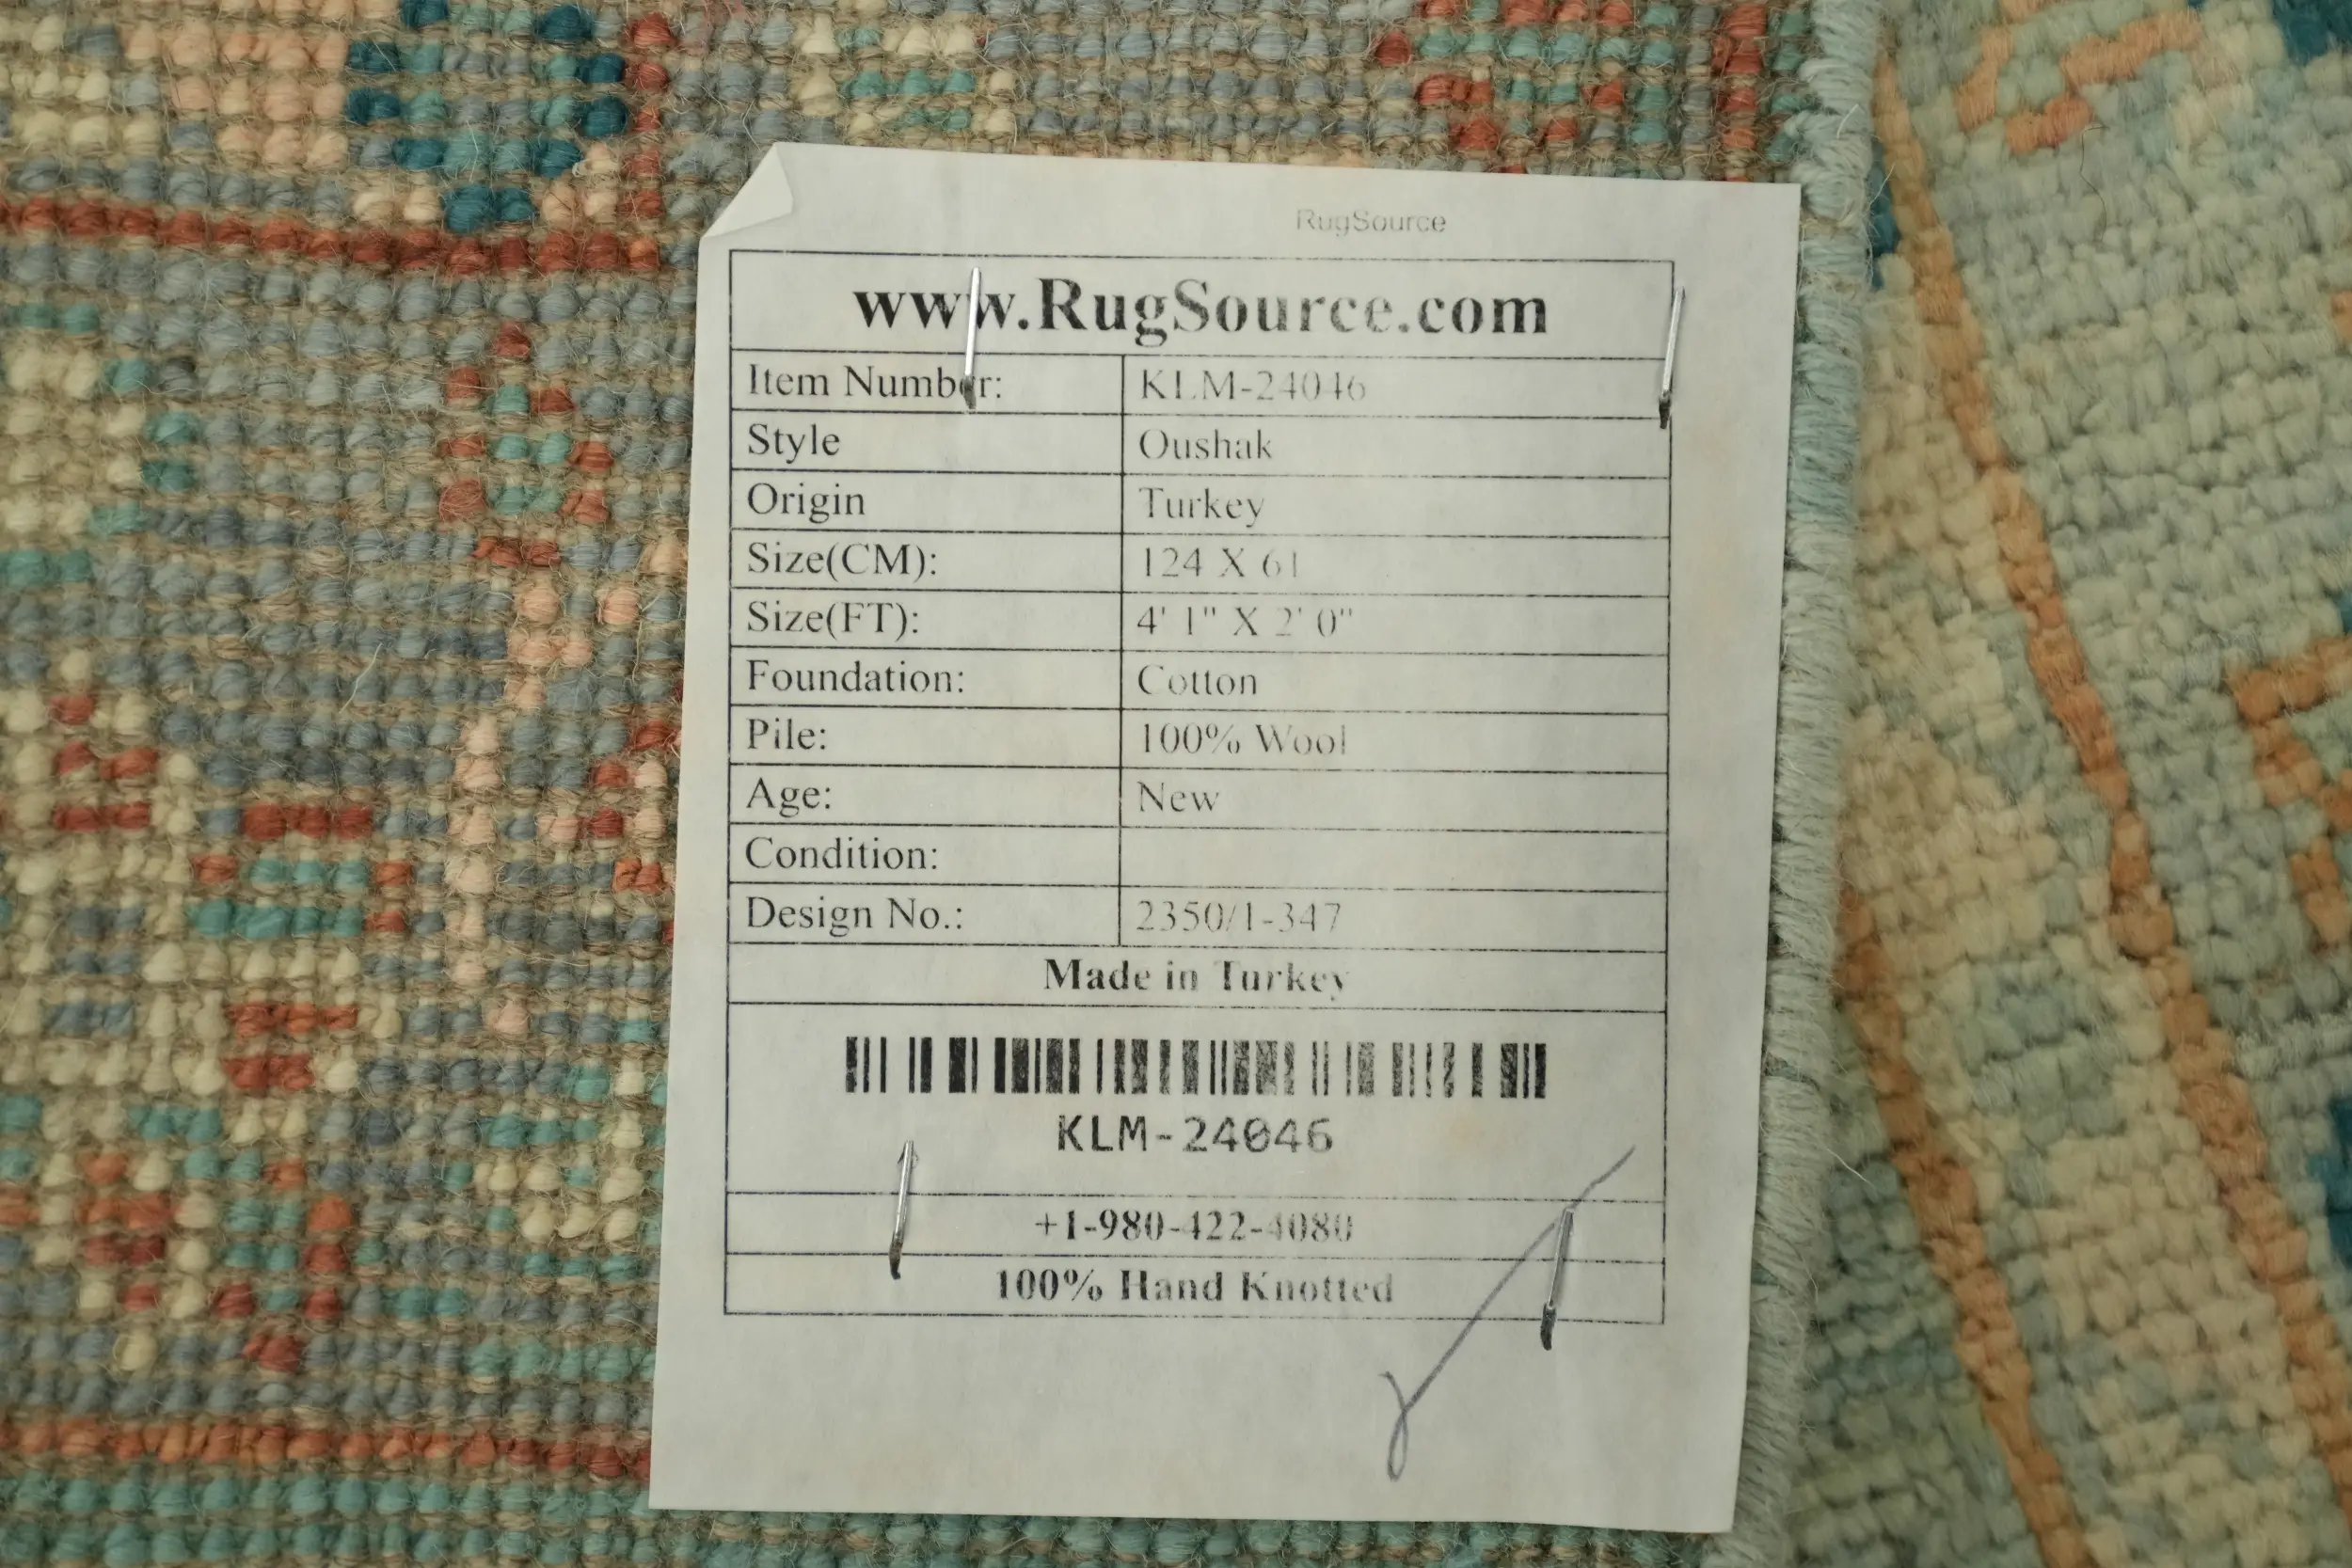 RugSource
www.RugSource.com
Item Number: KLM-24046
Style Oushak
Origin Turkey
Size(CM): 124 X 61
Size(FT): 4' 1" X 2' 0"
Foundation: Cotton
Pile: 100% Wool
Age: New
Condition:
Design No.: 2350/1-347
Made in Turkey
KLM-24046
+1-980-422-4080
100% Hand Knotted